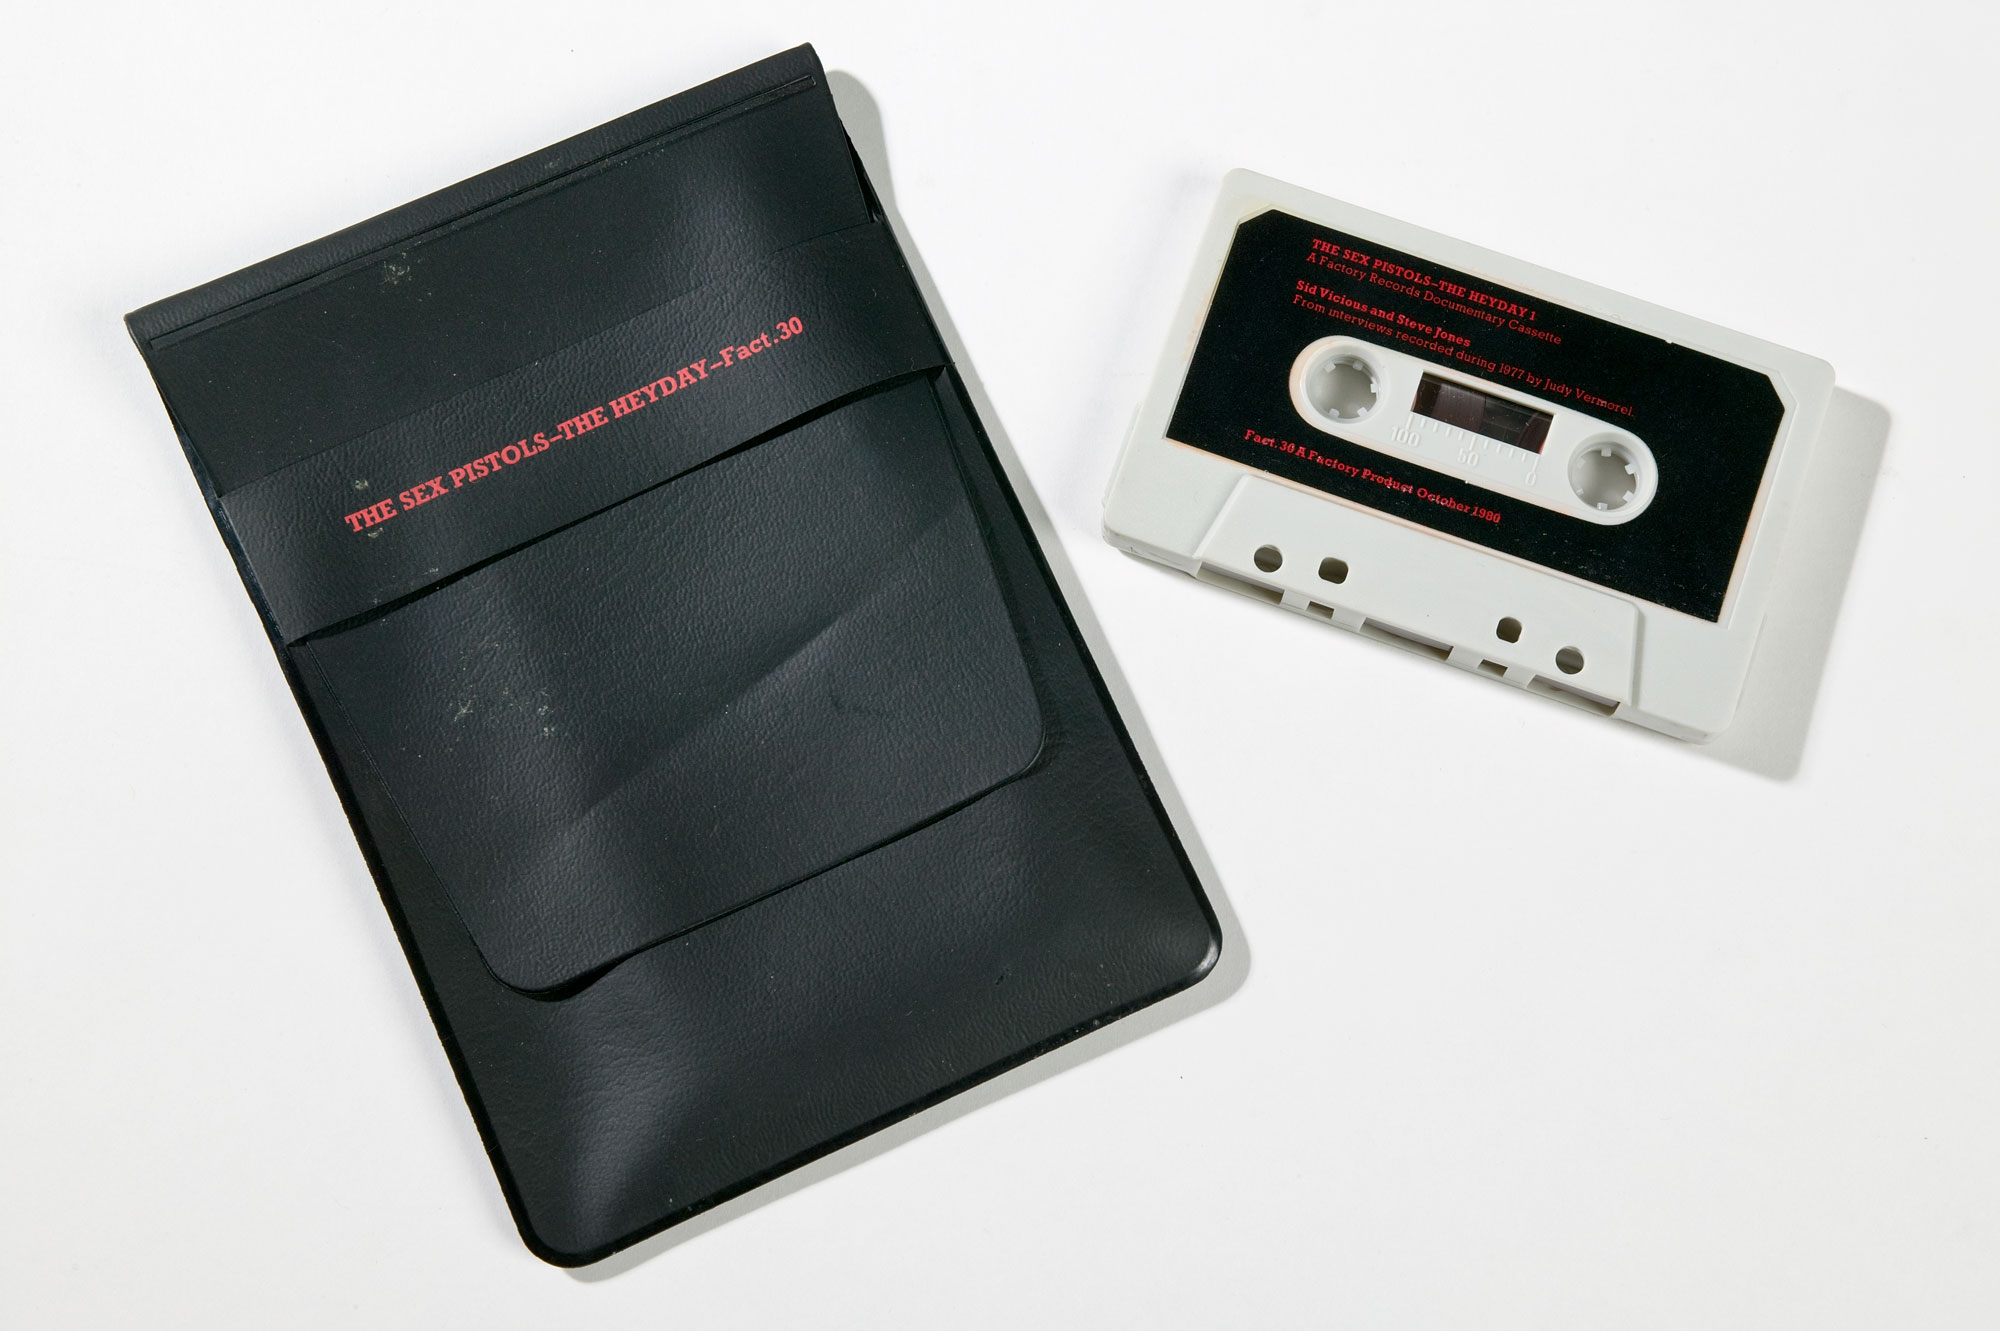 THE SEX PISTOLS–THE HEYDAY–Fact.30
THE SEX PISTOLS–THE HEYDAY 1
A Factory Records Documentary Cassette
Sid Vicious and Steve Jones
From interviews recorded during 1977 by Judy Vermorel.
100 50 0
Fact. 30 A Factory Product October 1980